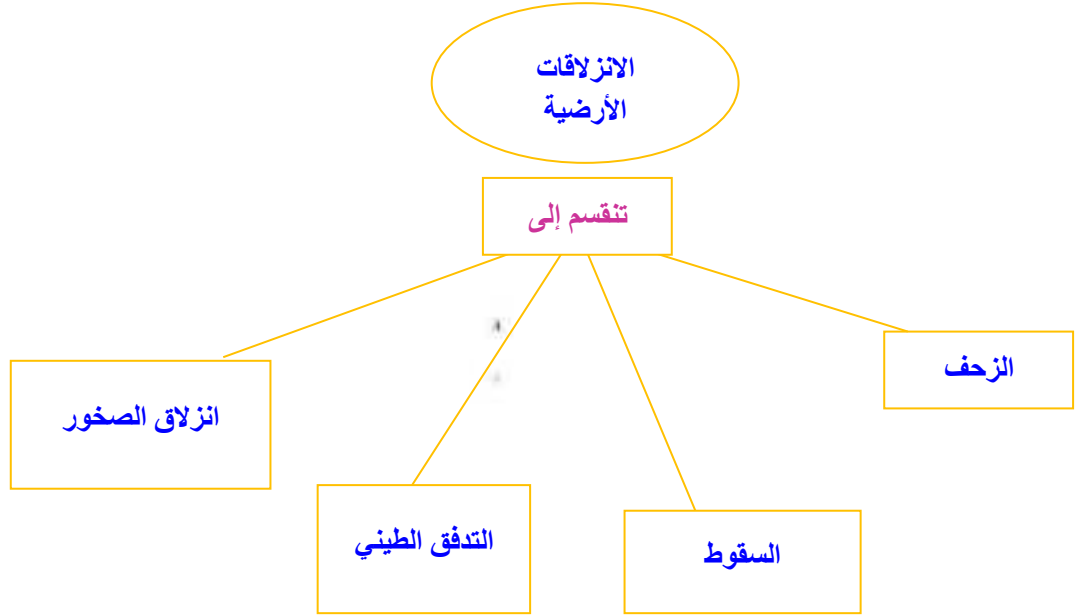 الانزلاقات
الأرضية
تنقسم إلى
الزحف
السقوط
التدفق الطيني
انزلاق الصخور